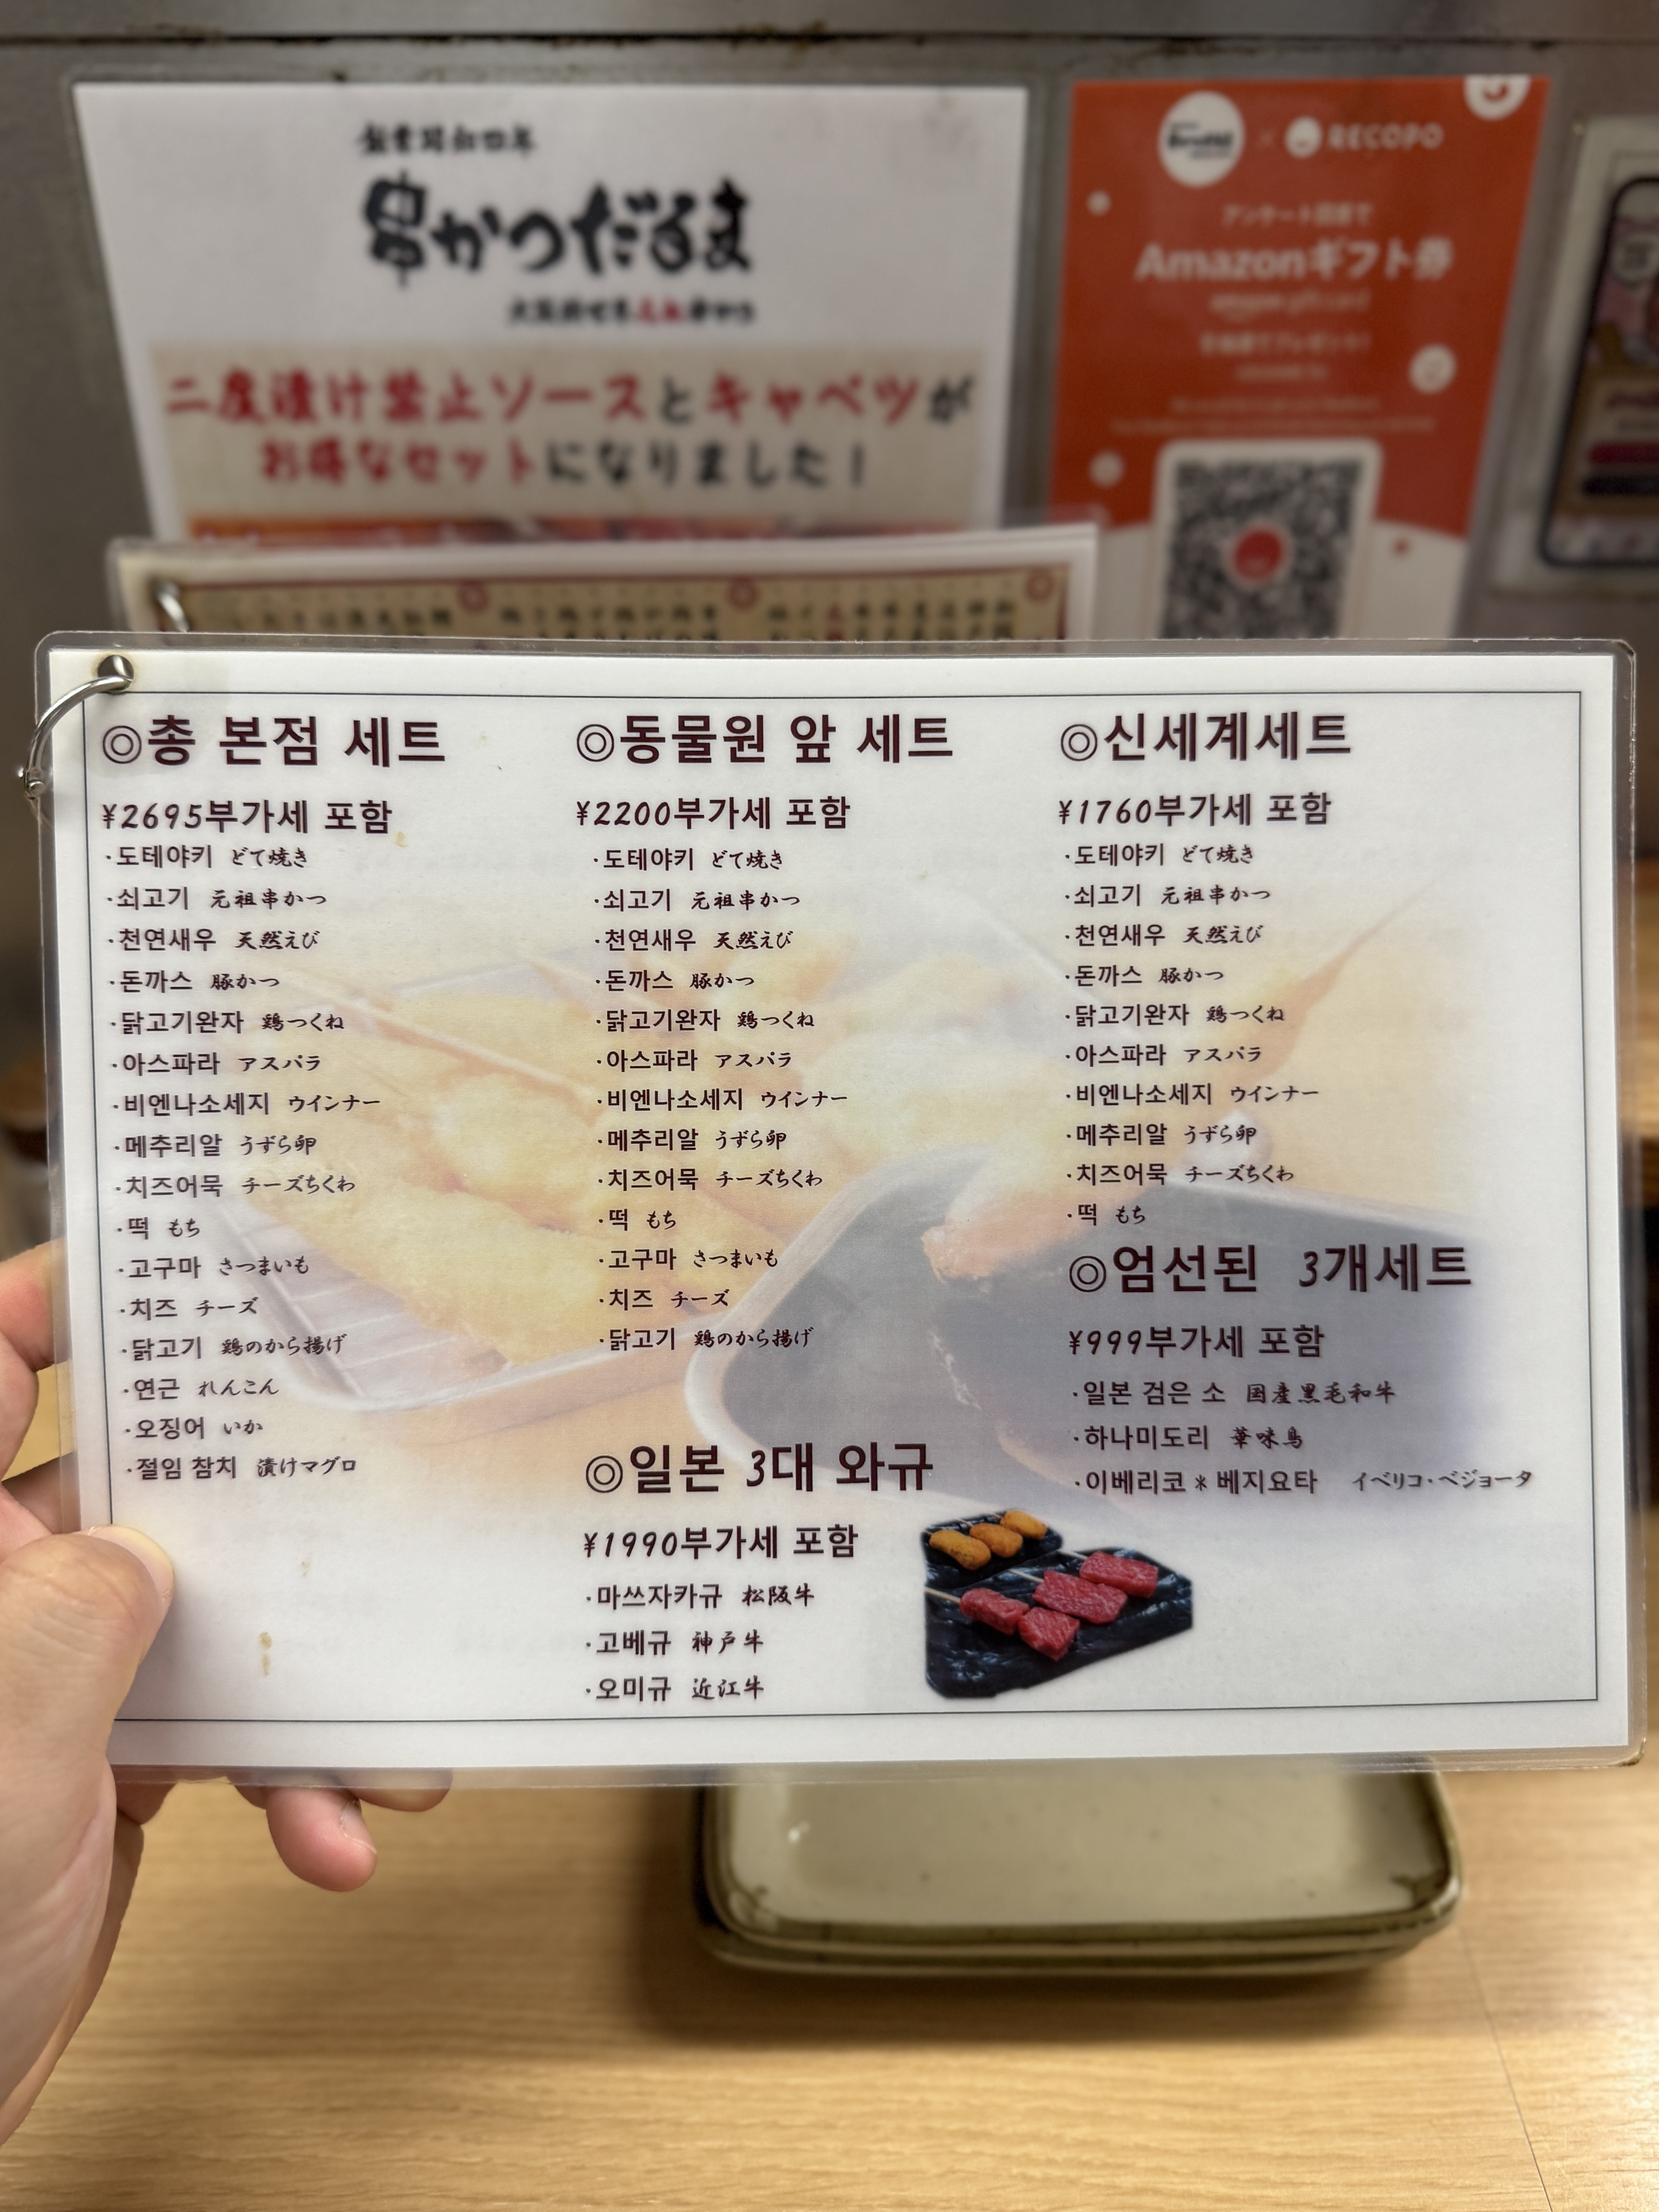 串かつだるま
二度漬け禁止ソースとキャベツが
お得なセットになりました！
RECOPO
アンケート回答で
Amazonギフト券
amazon gift card
◎총 본점 세트
¥2695부가세 포함
·도테야키 どて焼き
·쇠고기 元祖串かつ
·천연새우 天然えび
·돈까스 豚かつ
·닭고기완자 鶏つくね
·아스파라 アスパラ
·비엔나소세지 ウインナー
·메추리알 うずら卵
·치즈어묵 チーズちくわ
·떡 もち
·고구마 さつまいも
·치즈 チーズ
·닭고기 鶏のから揚げ
·연근 れんこん
·오징어 いか
·절임 참치 漬けマグロ
◎동물원 앞 세트
¥2200부가세 포함
·도테야키 どて焼き
·쇠고기 元祖串かつ
·천연새우 天然えび
·돈까스 豚かつ
·닭고기완자 鶏つくね
·아스파라 アスパラ
·비엔나소세지 ウインナー
·메추리알 うずら卵
·치즈어묵 チーズちくわ
·떡 もち
·고구마 さつまいも
·치즈 チーズ
·닭고기 鶏のから揚げ
◎일본 3대 와규
¥1990부가세 포함
·마쓰자카규 松阪牛
·고베규 神戸牛
·오미규 近江牛
◎신세계세트
¥1760부가세 포함
·도테야키 どて焼き
·쇠고기 元祖串かつ
·천연새우 天然えび
·돈까스 豚かつ
·닭고기완자 鶏つくね
·아스파라 アスパラ
·비엔나소세지 ウインナー
·메추리알 うずら卵
·치즈어묵 チーズちくわ
·떡 もち
◎엄선된 3개세트
¥999부가세 포함
·일본 검은 소 国産黒毛和牛
·하나미도리 華味鳥
·이베리코＊베지요타 イベリコ・ベジョータ